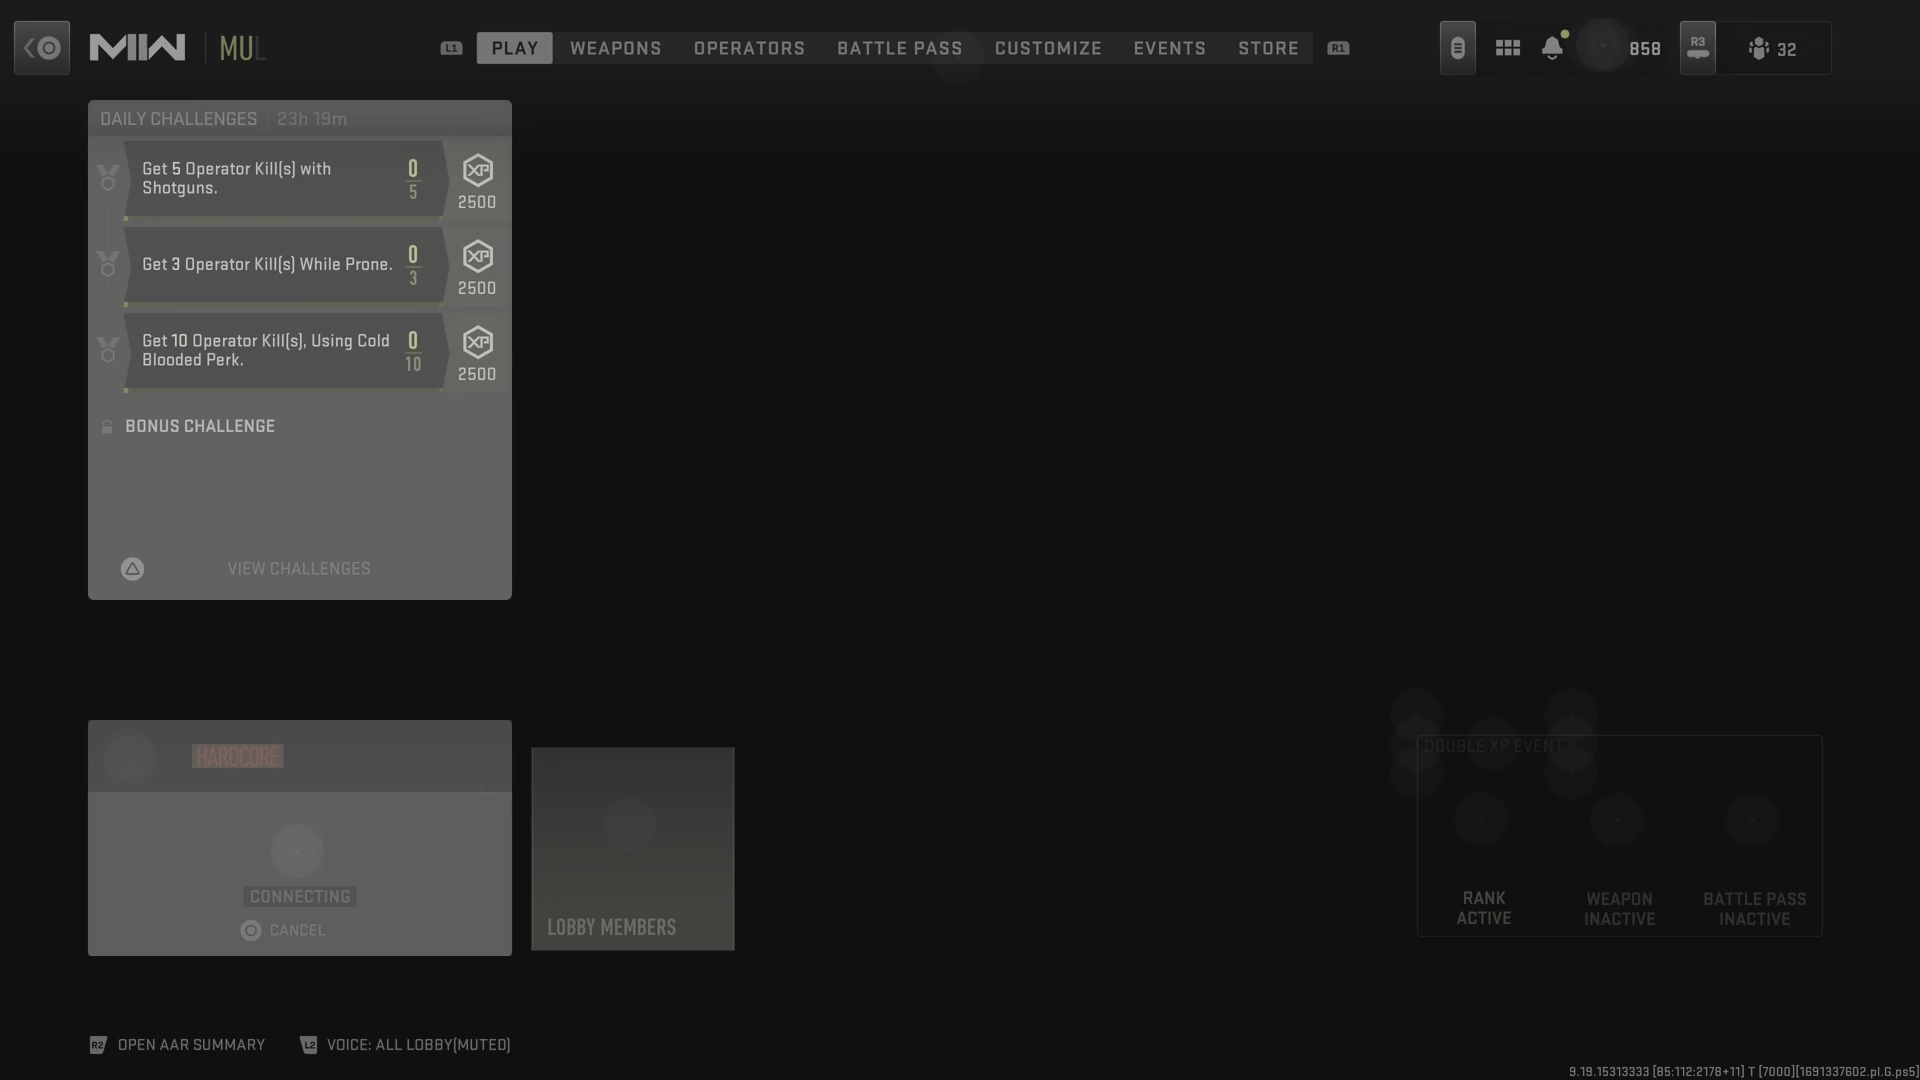 MW MUL
L1 PLAY WEAPONS OPERATORS BATTLE PASS CUSTOMIZE EVENTS STORE R1
858 R3 32
DAILY CHALLENGES 23h 19m
Get 5 Operator Kill(s) with
Shotguns.
0
5
XP
2500
Get 3 Operator Kill(s) While Prone.
0
3
XP
2500
Get 10 Operator Kill(s), Using Cold
Blooded Perk.
0
10
XP
2500
BONUS CHALLENGE
VIEW CHALLENGES
HARDCORE
CONNECTING
CANCEL
LOBBY MEMBERS
DOUBLE XP EVENT
RANK
ACTIVE
WEAPON
INACTIVE
BATTLE PASS
INACTIVE
R2 OPEN AAR SUMMARY L2 VOICE: ALL LOBBY(MUTED)
9.19.15313333 [85:112:2178+11] T [7000][1691337602.pl.G.ps5]